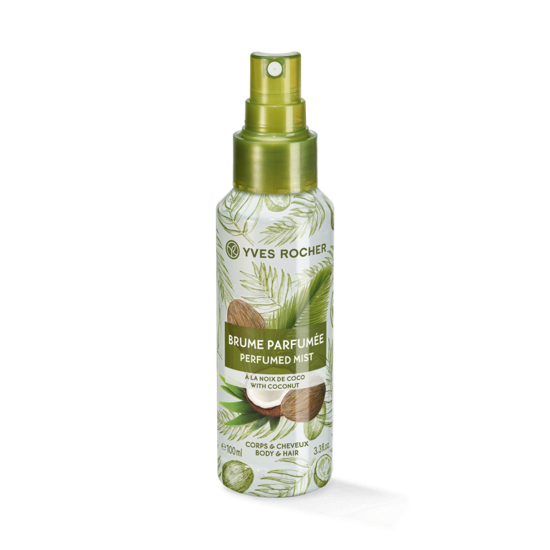 YVES ROCHER
BRUME PARFUMÉE
PERFUMED MIST
À LA NOIX DE COCO
WITH COCONUT
CORPS & CHEVEUX
BODY & HAIR
℮100ml
3.3fl.oz.